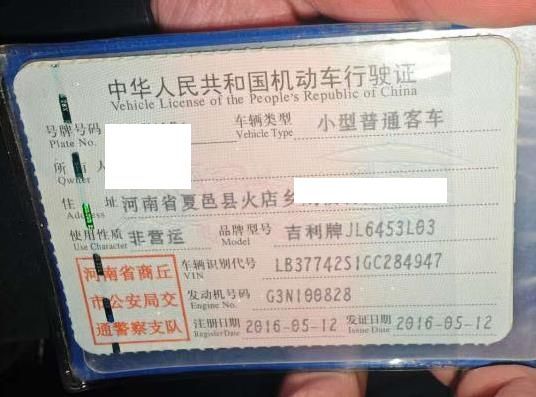 中华人民共和国机动车行驶证
Vehicle License of the People's Republic of China
号牌号码 车辆类型 小型普通客车
Plate No. Vehicle Type
所有人
Owner
住址 河南省夏邑县火店乡
Address
使用性质 非营运 品牌型号 吉利牌JL6453L03
Use Character Model
河南省商丘 车辆识别代号 LB37742S1GC284947
VIN
市公安局交 发动机号码 G3N100828
Engine No.
通警察支队 注册日期 2016-05-12 发证日期 2016-05-12
Register Date Issue Date